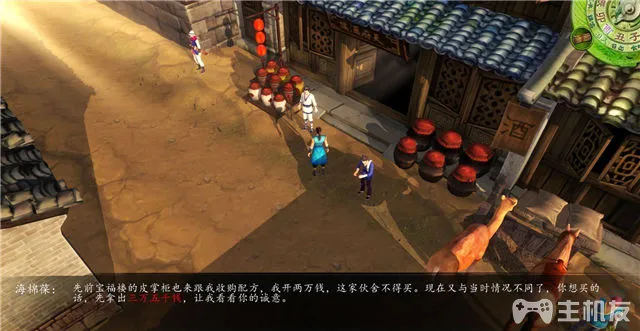 酒
海棉葆：先前宝福楼的皮掌柜也来跟我收购配方，我开两万钱，这家伙舍不得买。现在又与当时情况不同了，你想买的
话，先拿出三万五千钱，让我看看你的诚意。
主机友